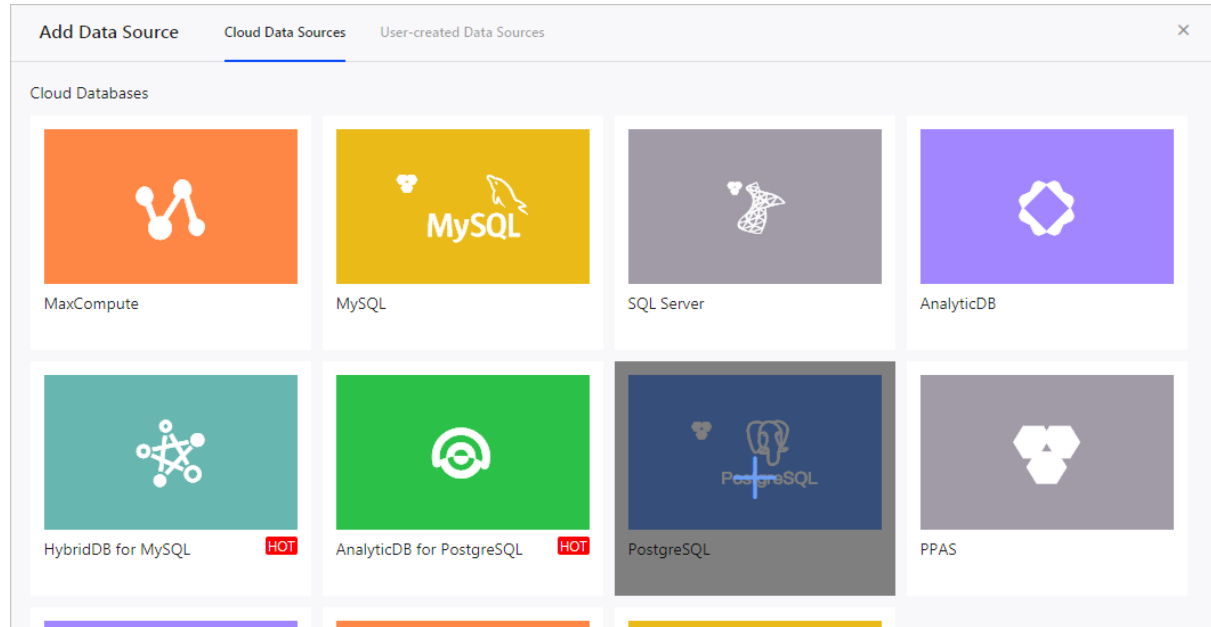 Add Data Source Cloud Data Sources User-created Data Sources ×
Cloud Databases
MySQL
MaxCompute MySQL SQL Server AnalyticDB
PostgreSQL
HybridDB for MySQL HOT AnalyticDB for PostgreSQL HOT PostgreSQL PPAS